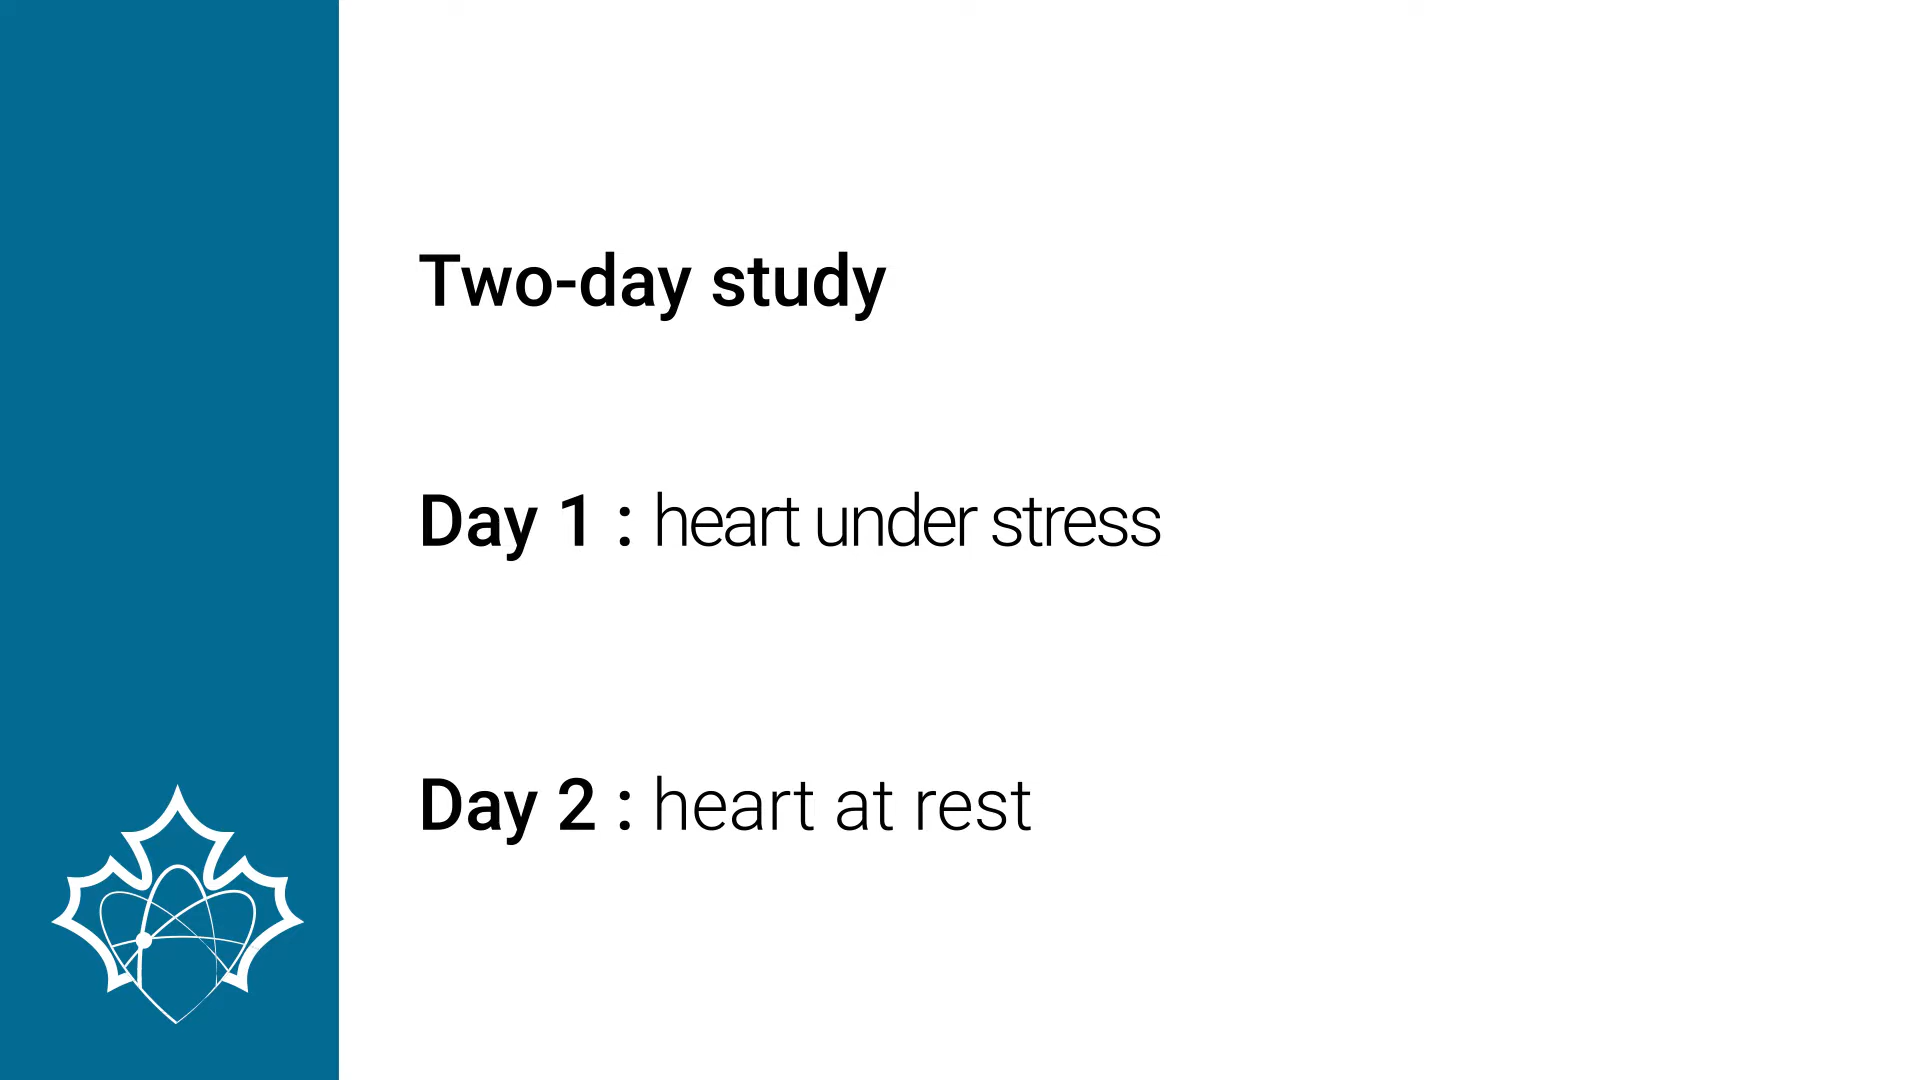 Two-day study
Day 1 : heart under stress
Day 2 : heart at rest